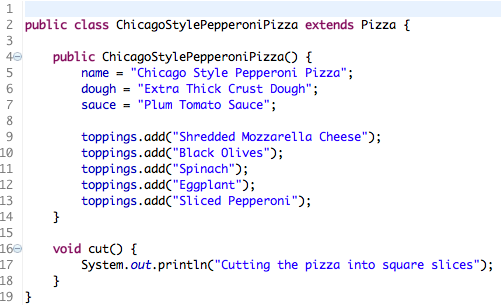 1
2 public class ChicagoStylePepperoniPizza extends Pizza {
3
4 public ChicagoStylePepperoniPizza() {
5 name = "Chicago Style Pepperoni Pizza";
6 dough = "Extra Thick Crust Dough";
7 sauce = "Plum Tomato Sauce";
8
9 toppings.add("Shredded Mozzarella Cheese");
10 toppings.add("Black Olives");
11 toppings.add("Spinach");
12 toppings.add("Eggplant");
13 toppings.add("Sliced Pepperoni");
14 }
15
16 void cut() {
17 System.out.println("Cutting the pizza into square slices");
18 }
19 }